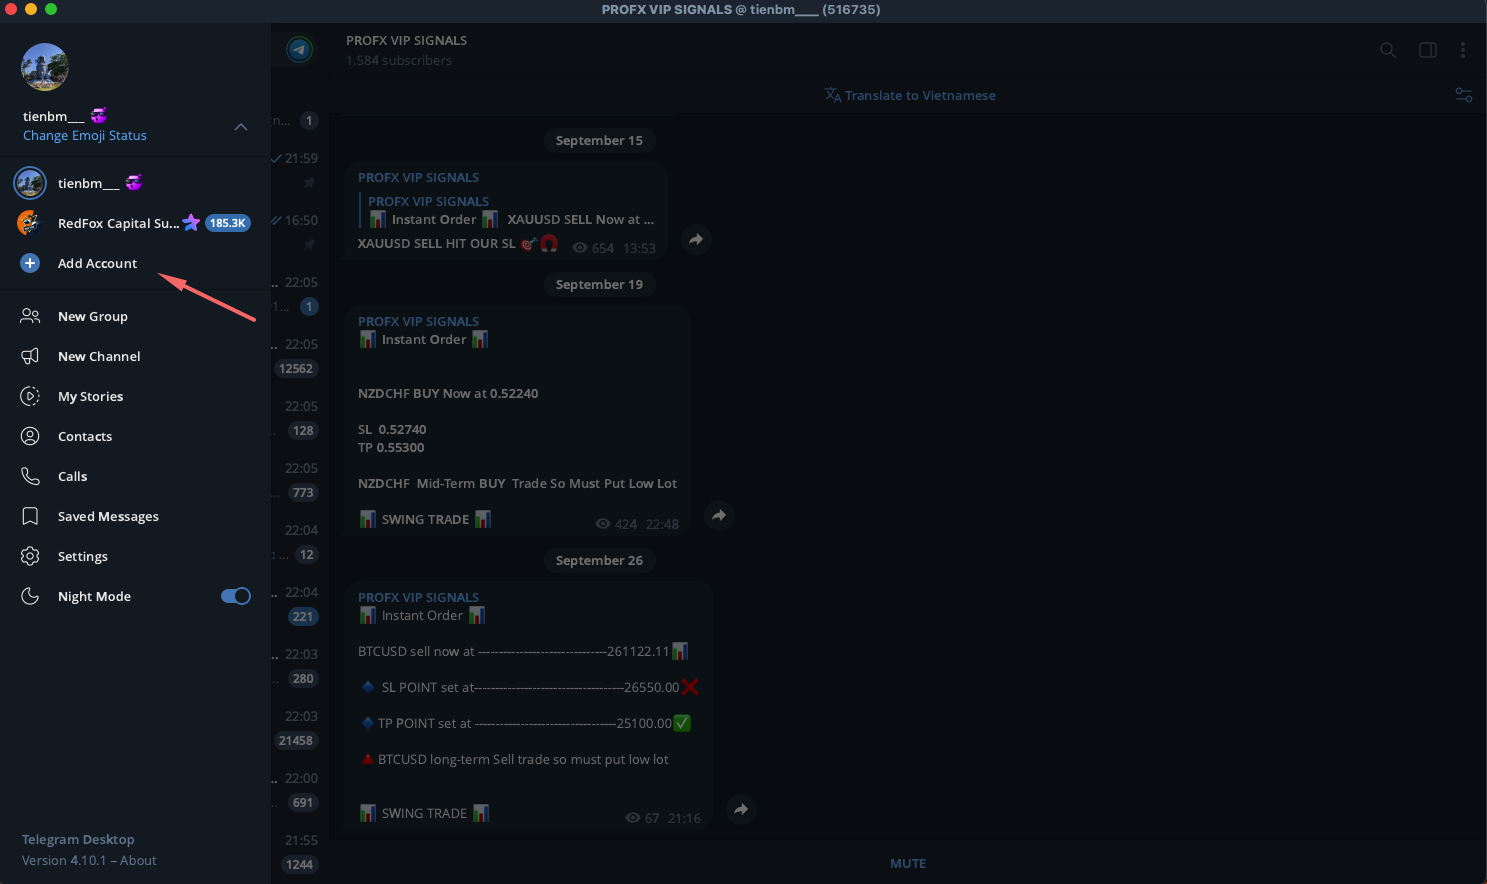 PROFX VIP SIGNALS @ tienbm___ (516735)
tienbm___
Change Emoji Status
tienbm___
RedFox Capital Su... 185.3K
Add Account
New Group
New Channel
My Stories
Contacts
Calls
Saved Messages
Settings
Night Mode
Telegram Desktop
Version 4.10.1 – About
n... 1
21:59
16:50
22:05
1... 1
22:05
12562
22:05
128
22:05
773
22:04
: ... 12
22:04
221
22:03
280
22:03
21458
22:00
691
21:55
1244
PROFX VIP SIGNALS
1.584 subscribers
Translate to Vietnamese
September 15
PROFX VIP SIGNALS
PROFX VIP SIGNALS
📊 Instant Order 📊 XAUUSD SELL Now at ...
XAUUSD SELL HIT OUR SL 🎯🧲 654 13:53
September 19
PROFX VIP SIGNALS
📊 Instant Order 📊
NZDCHF BUY Now at 0.52240
SL 0.52740
TP 0.55300
NZDCHF Mid-Term BUY Trade So Must Put Low Lot
📊 SWING TRADE 📊 424 22:48
September 26
PROFX VIP SIGNALS
📊 Instant Order 📊
BTCUSD sell now at -------------------------------261122.11📊
🔹 SL POINT set at------------------------------------26550.00❌
🔹TP POINT set at ----------------------------------25100.00✅
🔺BTCUSD long-term Sell trade so must put low lot
📊 SWING TRADE 📊 67 21:16
MUTE